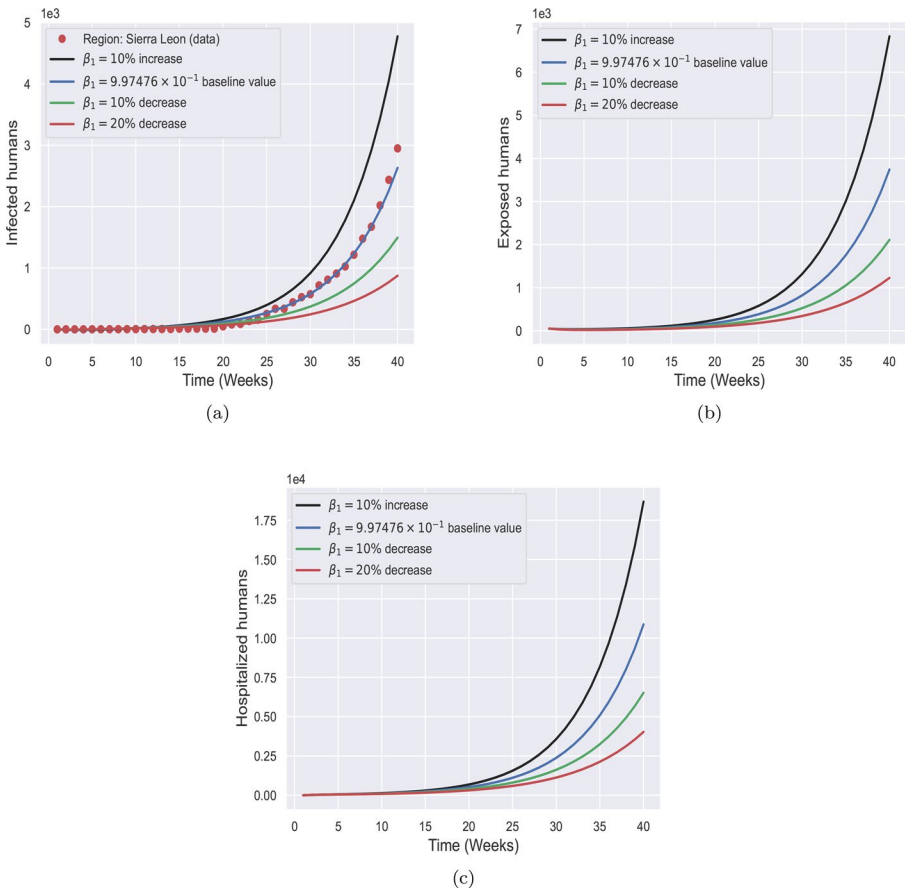 1e3
5
4
3
2
1
0
Infected humans
Region: Sierra Leon (data)
β₁ = 10% increase
β₁ = 9.97476 × 10⁻¹ baseline value
β₁ = 10% decrease
β₁ = 20% decrease
0 5 10 15 20 25 30 35 40
Time (Weeks)
(a)
1e3
7
6
5
4
3
2
1
0
Exposed humans
β₁ = 10% increase
β₁ = 9.97476 × 10⁻¹ baseline value
β₁ = 10% decrease
β₁ = 20% decrease
0 5 10 15 20 25 30 35 40
Time (Weeks)
(b)
1e4
1.75
1.50
1.25
1.00
0.75
0.50
0.25
0.00
Hospitalized humans
β₁ = 10% increase
β₁ = 9.97476 × 10⁻¹ baseline value
β₁ = 10% decrease
β₁ = 20% decrease
0 5 10 15 20 25 30 35 40
Time (Weeks)
(c)